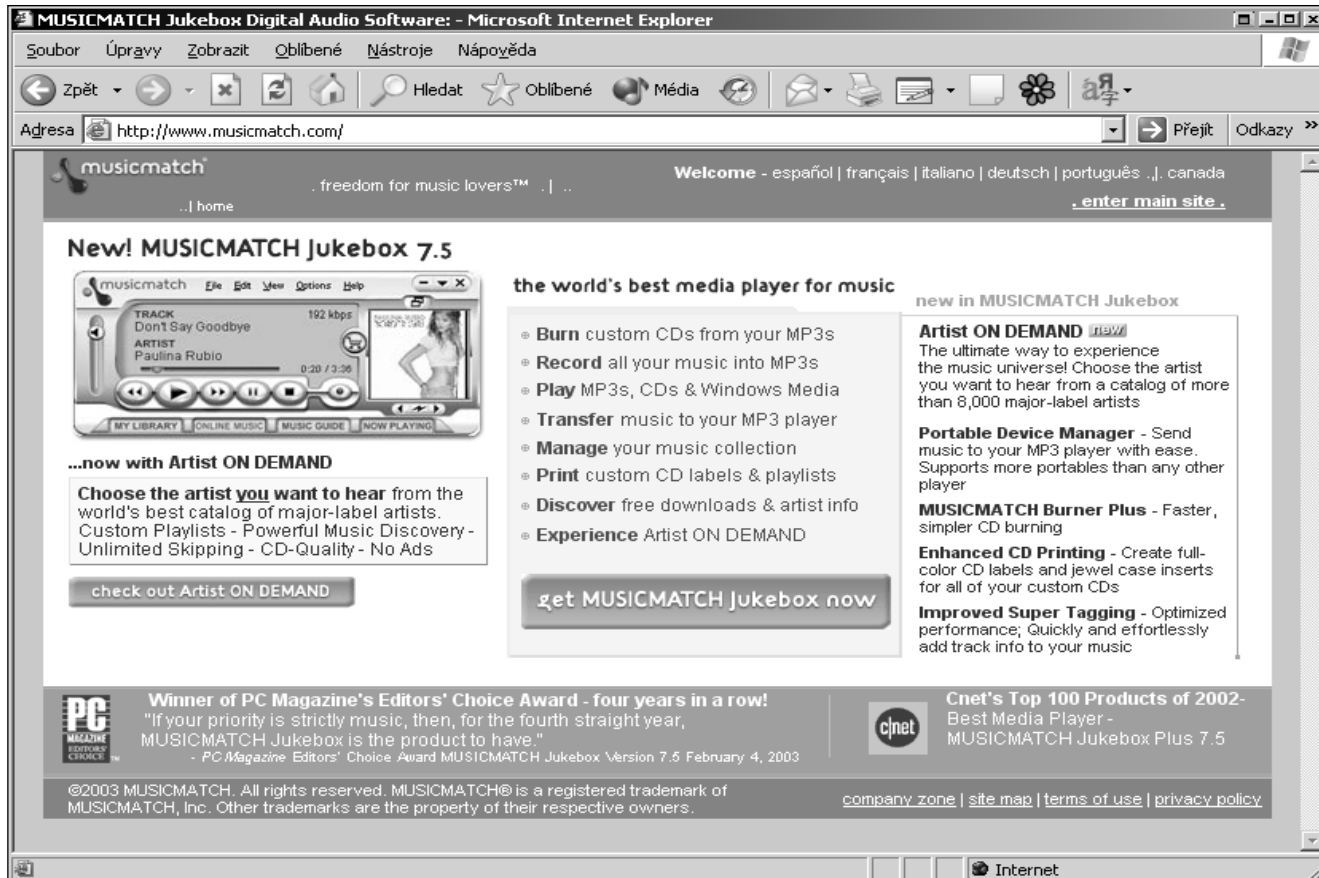 MUSICMATCH Jukebox Digital Audio Software: - Microsoft Internet Explorer
Soubor Úpravy Zobrazit Oblíbené Nástroje Nápověda
Zpět Hledat Oblíbené Média
Adresa http://www.musicmatch.com/ Přejít Odkazy »
musicmatch
. freedom for music lovers™ .| ..
Welcome - español | français | italiano | deutsch | português .,|. canada
..| home
. enter main site .
New! MUSICMATCH Jukebox 7.5
musicmatch File Edit View Options Help
TRACK 192 kbps
Don't Say Goodbye
ARTIST
Paulina Rubio
0:20 / 3:36
MY LIBRARY ONLINE MUSIC MUSIC GUIDE NOW PLAYING
...now with Artist ON DEMAND
Choose the artist you want to hear from the
world's best catalog of major-label artists.
Custom Playlists - Powerful Music Discovery -
Unlimited Skipping - CD-Quality - No Ads
check out Artist ON DEMAND
the world's best media player for music
Burn custom CDs from your MP3s
Record all your music into MP3s
Play MP3s, CDs & Windows Media
Transfer music to your MP3 player
Manage your music collection
Print custom CD labels & playlists
Discover free downloads & artist info
Experience Artist ON DEMAND
get MUSICMATCH Jukebox now
new in MUSICMATCH Jukebox
Artist ON DEMAND new
The ultimate way to experience
the music universe! Choose the artist
you want to hear from a catalog of more
than 8,000 major-label artists
Portable Device Manager - Send
music to your MP3 player with ease.
Supports more portables than any other
player
MUSICMATCH Burner Plus - Faster,
simpler CD burning
Enhanced CD Printing - Create full-
color CD labels and jewel case inserts
for all of your custom CDs
Improved Super Tagging - Optimized
performance; Quickly and effortlessly
add track info to your music
PC
MAGAZINE
EDITORS'
CHOICE
Winner of PC Magazine's Editors' Choice Award - four years in a row!
"If your priority is strictly music, then, for the fourth straight year,
MUSICMATCH Jukebox is the product to have."
- PC Magazine Editors' Choice Award MUSICMATCH Jukebox Version 7.5 February 4, 2003
c|net
Cnet's Top 100 Products of 2002-
Best Media Player -
MUSICMATCH Jukebox Plus 7.5
©2003 MUSICMATCH. All rights reserved. MUSICMATCH® is a registered trademark of
MUSICMATCH, Inc. Other trademarks are the property of their respective owners.
company zone | site map | terms of use | privacy policy
Internet